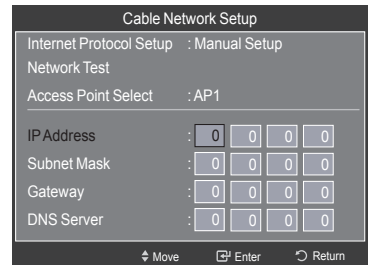 Cable Network Setup
Internet Protocol Setup : Manual Setup
Network Test
Access Point Select : AP1
IP Address : 0 0 0 0
Subnet Mask : 0 0 0 0
Gateway : 0 0 0 0
DNS Server : 0 0 0 0
Move Enter Return